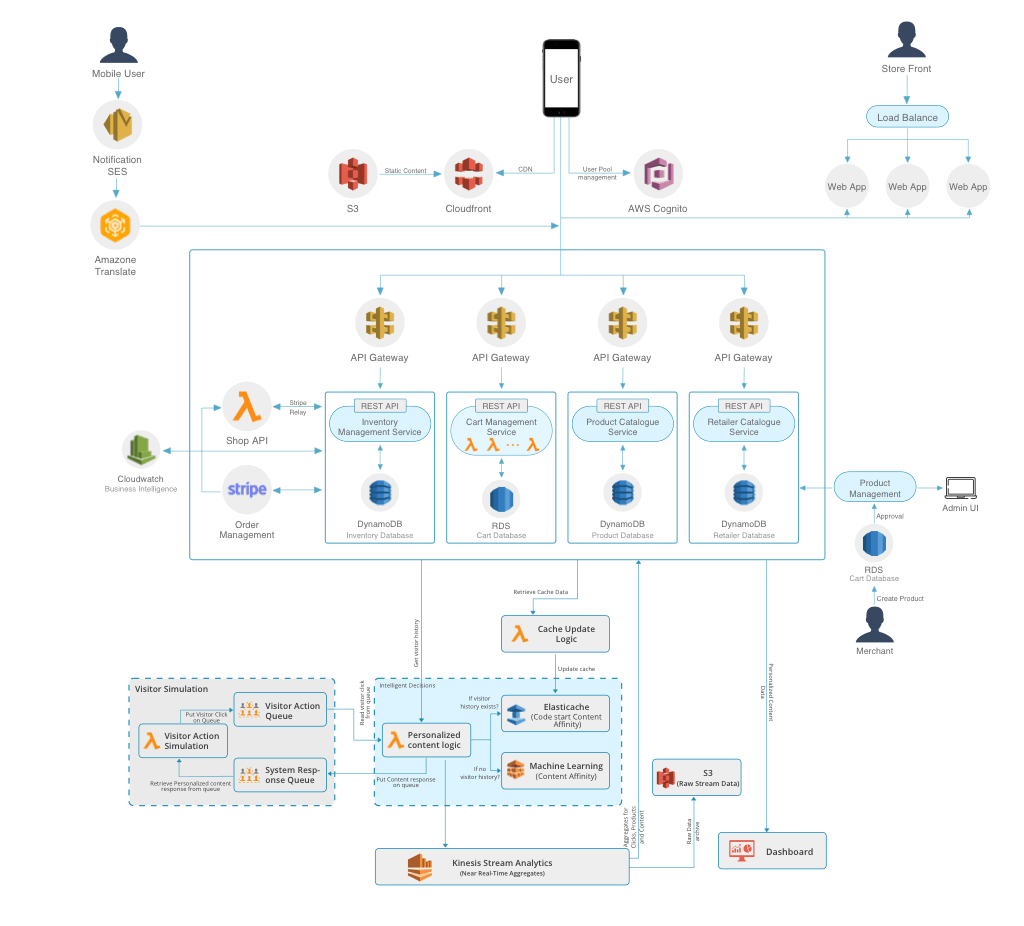 Mobile User
Notification
SES
Amazone
Translate
User
Store Front
Load Balance
Web App
Web App
Web App
S3
Static Content
Cloudfront
CDN
User Pool
management
AWS Cognito
API Gateway
API Gateway
API Gateway
API Gateway
Shop API
Stripe
Relay
Cloudwatch
Business Intelligence
stripe
Order
Management
REST API
Inventory
Management Service
DynamoDB
Inventory Database
REST API
Cart Management
Service
RDS
Cart Database
REST API
Product Catalogue
Service
DynamoDB
Product Database
REST API
Retailer Catalogue
Service
DynamoDB
Retailer Database
Product
Management
Admin UI
Approval
RDS
Cart Database
Create Product
Merchant
Get visitor history
Retrieve Cache Data
Cache Update
Logic
Update cache
Personalized Content
Data
Visitor Simulation
Visitor Action
Queue
Put Visitor Click
on Queue
Visitor Action
Simulation
System Resp-
onse Queue
Retrieve Personalized content
response from queue
Read visitor click
from queue
Intelligent Decisions
Personalized
content logic
If visitor
history exists?
Elasticache
(Code start Content
Affinity)
If no
visitor history?
Machine Learning
(Content Affinity)
Put Content response
on queue
S3
(Raw Stream Data)
Aggregates for
Clicks, Products
and Content
Raw Data
archive
Kinesis Stream Analytics
(Near Real-Time Aggregates)
Dashboard